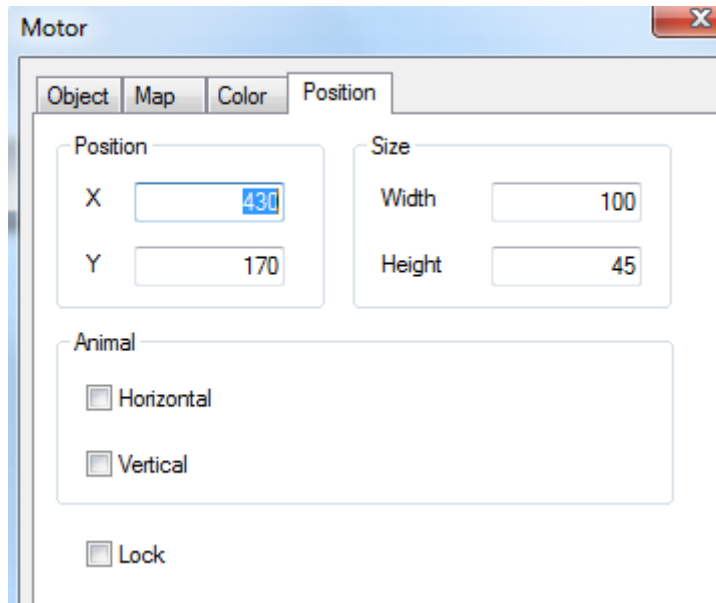 Motor
Object Map Color Position
Position Size
X 430 Width 100
Y 170 Height 45
Animal
Horizontal
Vertical
Lock